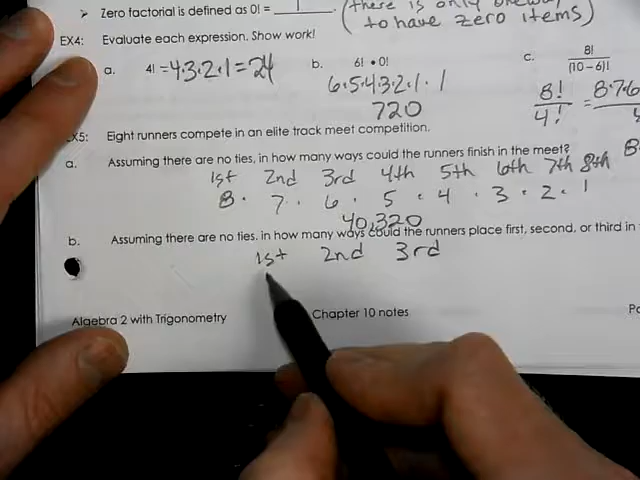 (there is only one way
➢ Zero factorial is defined as 0! = 1. to have zero items)
EX4: Evaluate each expression. Show work!
a. 4! = 4·3·2·1 = 24 b. 6! • 0! c. 8! / (10 – 6)!
6·5·4·3·2·1·1 8! / 4! = 8·7·6
720
EX5: Eight runners compete in an elite track meet competition.
a. Assuming there are no ties, in how many ways could the runners finish in the meet?
1st 2nd 3rd 4th 5th 6th 7th 8th
8 · 7 · 6 · 5 · 4 · 3 · 2 · 1
40,320
b. Assuming there are no ties, in how many ways could the runners place first, second, or third in
1st 2nd 3rd
Algebra 2 with Trigonometry Chapter 10 notes